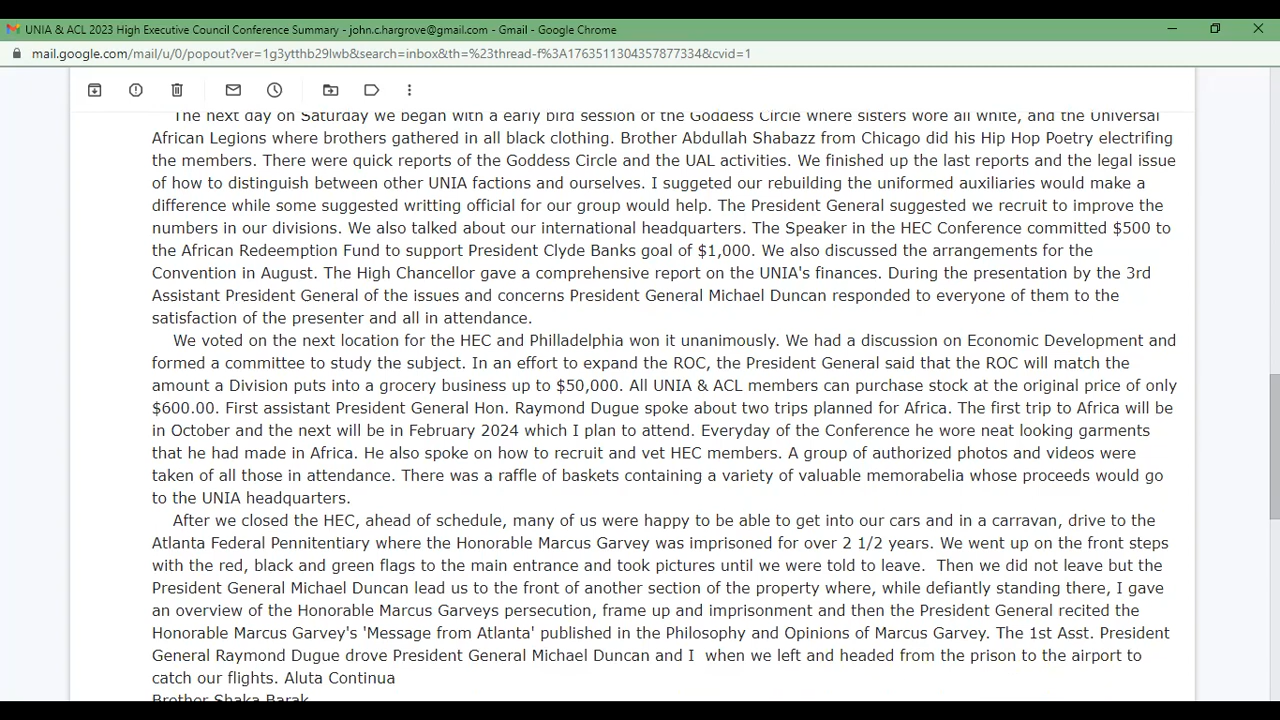 UNIA & ACL 2023 High Executive Council Conference Summary - john.c.hargrove@gmail.com - Gmail - Google Chrome
mail.google.com/mail/u/0/popout?ver=1g3ytthb29lwb&search=inbox&th=%23thread-f%3A1763511304357877334&cvid=1
The next day on Saturday we began with a early bird session of the Goddess Circle where sisters wore all white, and the Universal
African Legions where brothers gathered in all black clothing. Brother Abdullah Shabazz from Chicago did his Hip Hop Poetry electrifing
the members. There were quick reports of the Goddess Circle and the UAL activities. We finished up the last reports and the legal issue
of how to distinguish between other UNIA factions and ourselves. I suggeted our rebuilding the uniformed auxiliaries would make a
difference while some suggested writting official for our group would help. The President General suggested we recruit to improve the
numbers in our divisions. We also talked about our international headquarters. The Speaker in the HEC Conference committed $500 to
the African Redeemption Fund to support President Clyde Banks goal of $1,000. We also discussed the arrangements for the
Convention in August. The High Chancellor gave a comprehensive report on the UNIA's finances. During the presentation by the 3rd
Assistant President General of the issues and concerns President General Michael Duncan responded to everyone of them to the
satisfaction of the presenter and all in attendance.
We voted on the next location for the HEC and Philladelphia won it unanimously. We had a discussion on Economic Development and
formed a committee to study the subject. In an effort to expand the ROC, the President General said that the ROC will match the
amount a Division puts into a grocery business up to $50,000. All UNIA & ACL members can purchase stock at the original price of only
$600.00. First assistant President General Hon. Raymond Dugue spoke about two trips planned for Africa. The first trip to Africa will be
in October and the next will be in February 2024 which I plan to attend. Everyday of the Conference he wore neat looking garments
that he had made in Africa. He also spoke on how to recruit and vet HEC members. A group of authorized photos and videos were
taken of all those in attendance. There was a raffle of baskets containing a variety of valuable memorabelia whose proceeds would go
to the UNIA headquarters.
After we closed the HEC, ahead of schedule, many of us were happy to be able to get into our cars and in a carravan, drive to the
Atlanta Federal Pennitentiary where the Honorable Marcus Garvey was imprisoned for over 2 1/2 years. We went up on the front steps
with the red, black and green flags to the main entrance and took pictures until we were told to leave.  Then we did not leave but the
President General Michael Duncan lead us to the front of another section of the property where, while defiantly standing there, I gave
an overview of the Honorable Marcus Garveys persecution, frame up and imprisonment and then the President General recited the
Honorable Marcus Garvey's 'Message from Atlanta' published in the Philosophy and Opinions of Marcus Garvey. The 1st Asst. President
General Raymond Dugue drove President General Michael Duncan and I  when we left and headed from the prison to the airport to
catch our flights. Aluta Continua
Brother Shaka Barak